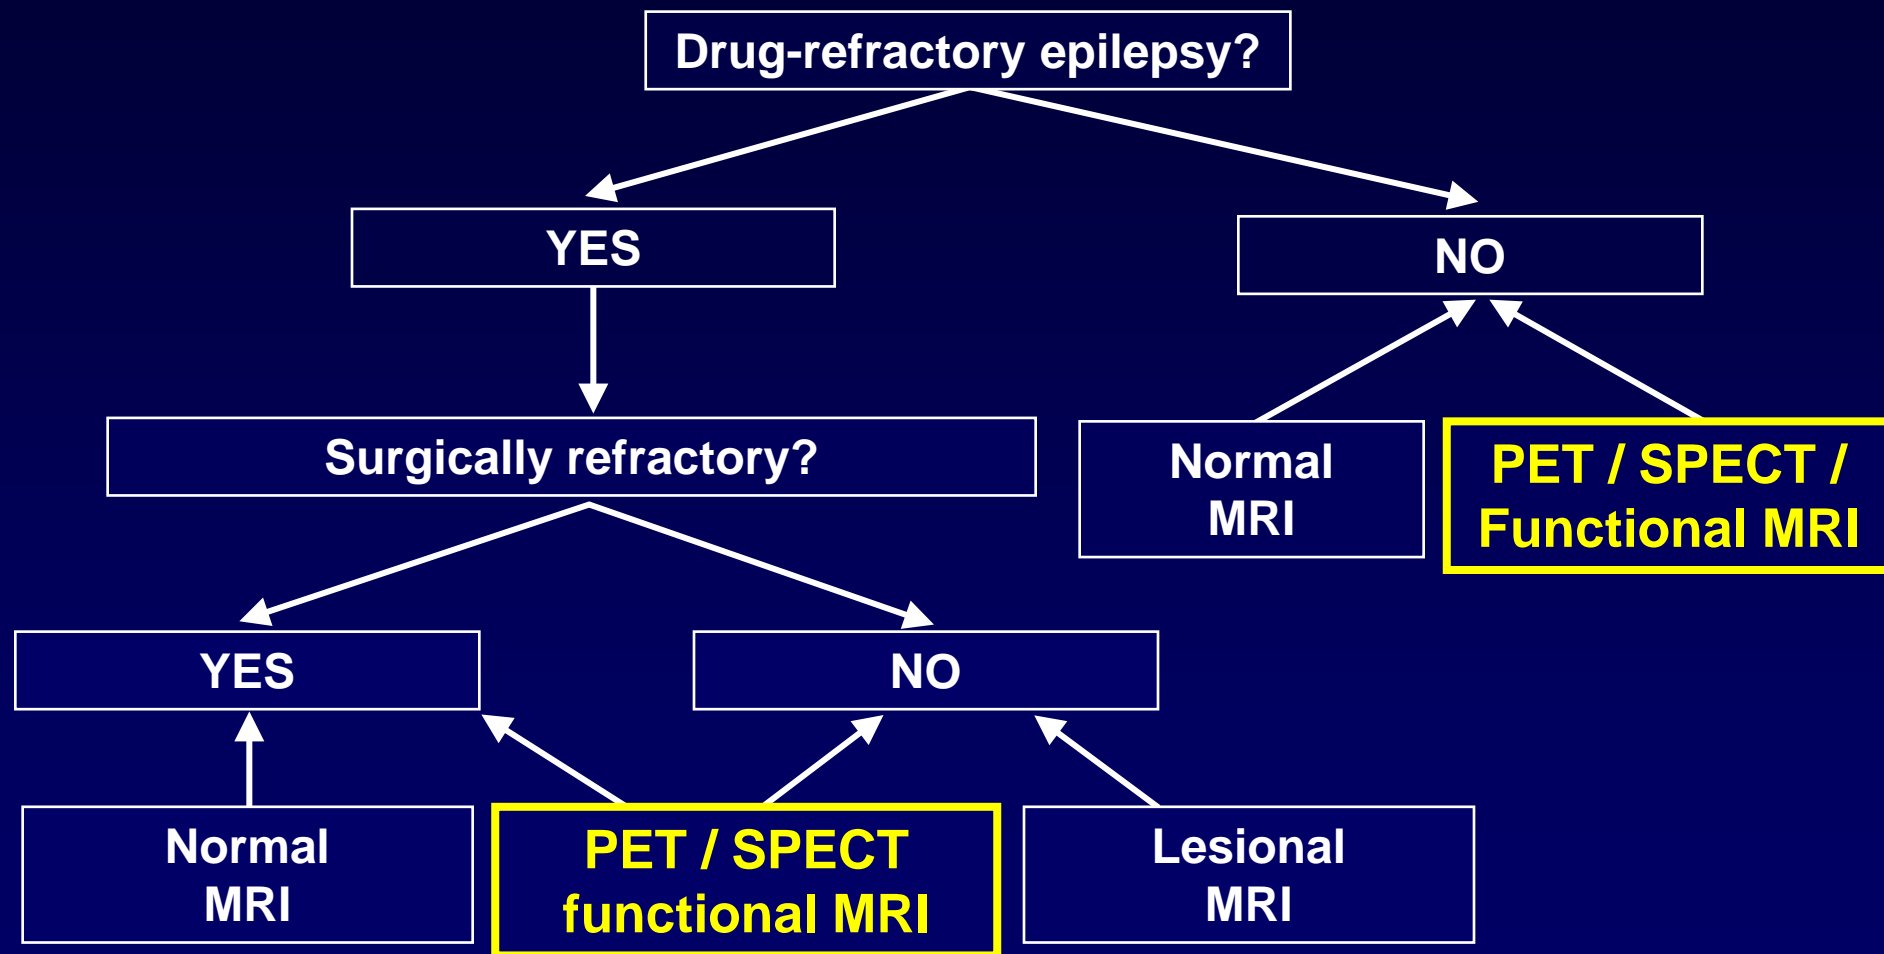 Drug-refractory epilepsy?
YES
NO
Surgically refractory?
Normal
MRI
PET / SPECT /
Functional MRI
YES
NO
Normal
MRI
PET / SPECT
functional MRI
Lesional
MRI